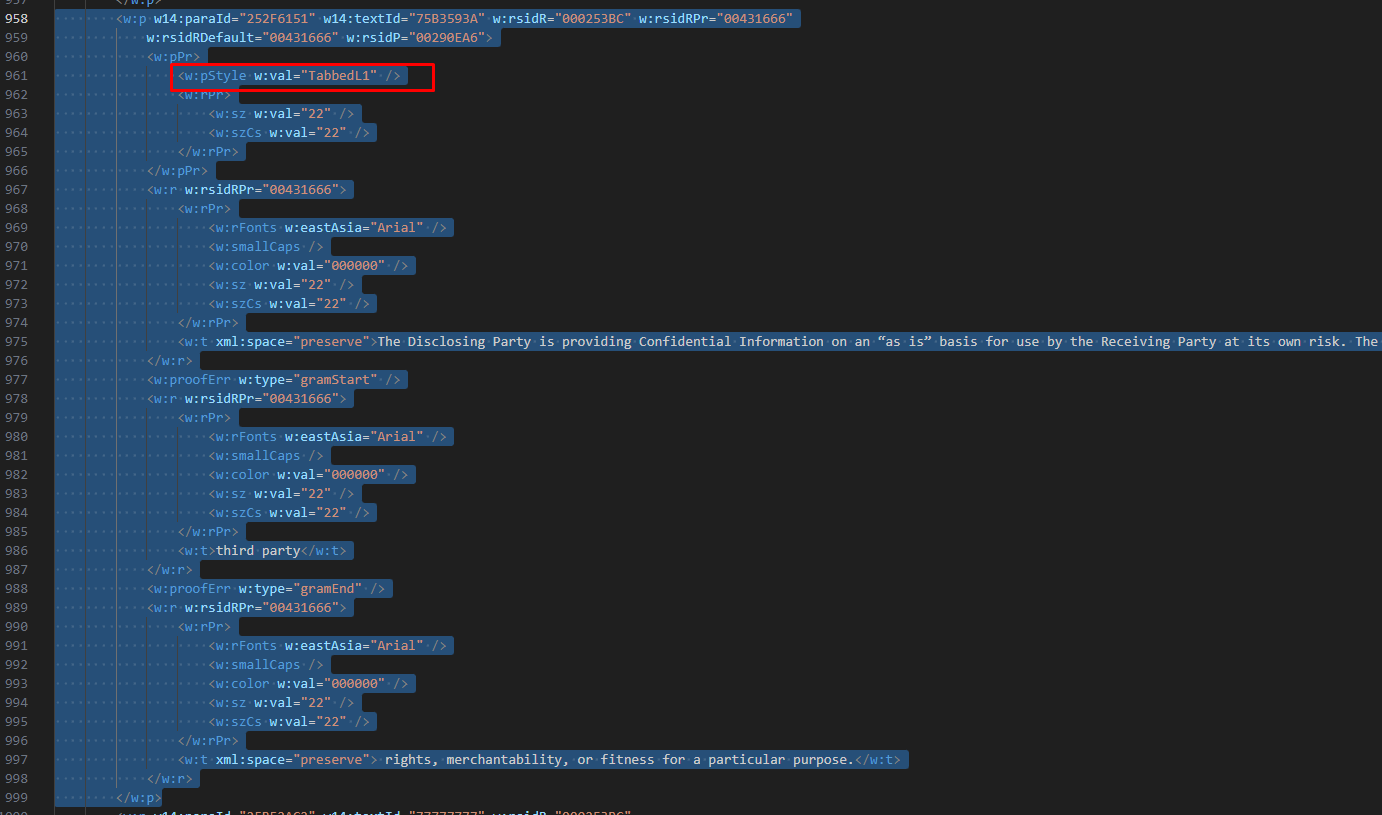 957 </w:p>
958 <w:p w14:paraId="252F6151" w14:textId="75B3593A" w:rsidR="000253BC" w:rsidRPr="00431666"
959 w:rsidRDefault="00431666" w:rsidP="00290EA6">
960 <w:pPr>
961 <w:pStyle w:val="TabbedL1" />
962 <w:rPr>
963 <w:sz w:val="22" />
964 <w:szCs w:val="22" />
965 </w:rPr>
966 </w:pPr>
967 <w:r w:rsidRPr="00431666">
968 <w:rPr>
969 <w:rFonts w:eastAsia="Arial" />
970 <w:smallCaps />
971 <w:color w:val="000000" />
972 <w:sz w:val="22" />
973 <w:szCs w:val="22" />
974 </w:rPr>
975 <w:t xml:space="preserve">The Disclosing Party is providing Confidential Information on an “as is” basis for use by the Receiving Party at its own risk. The
976 </w:r>
977 <w:proofErr w:type="gramStart" />
978 <w:r w:rsidRPr="00431666">
979 <w:rPr>
980 <w:rFonts w:eastAsia="Arial" />
981 <w:smallCaps />
982 <w:color w:val="000000" />
983 <w:sz w:val="22" />
984 <w:szCs w:val="22" />
985 </w:rPr>
986 <w:t>third party</w:t>
987 </w:r>
988 <w:proofErr w:type="gramEnd" />
989 <w:r w:rsidRPr="00431666">
990 <w:rPr>
991 <w:rFonts w:eastAsia="Arial" />
992 <w:smallCaps />
993 <w:color w:val="000000" />
994 <w:sz w:val="22" />
995 <w:szCs w:val="22" />
996 </w:rPr>
997 <w:t xml:space="preserve"> rights, merchantability, or fitness for a particular purpose.</w:t>
998 </w:r>
999 </w:p>